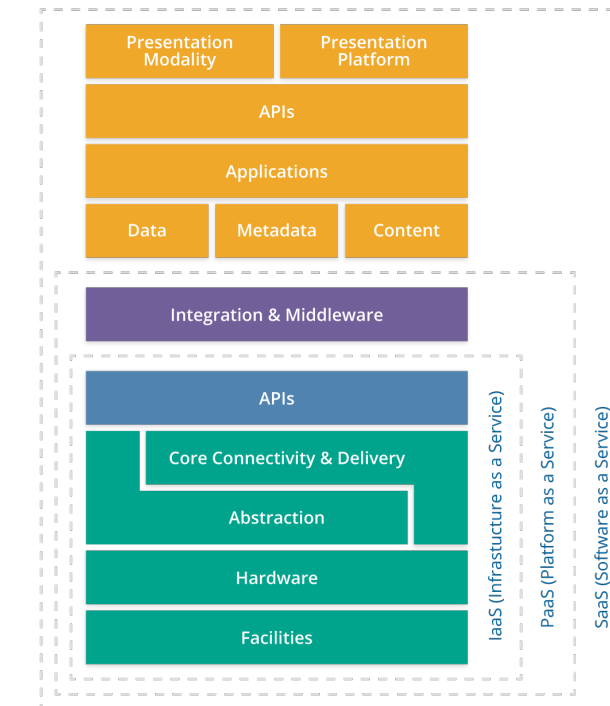 Presentation
Modality
Presentation
Platform
APIs
Applications
Data
Metadata
Content
Integration & Middleware
APIs
Core Connectivity & Delivery
Abstraction
Hardware
Facilities
IaaS (Infrastucture as a Service)
PaaS (Platform as a Service)
SaaS (Software as a Service)